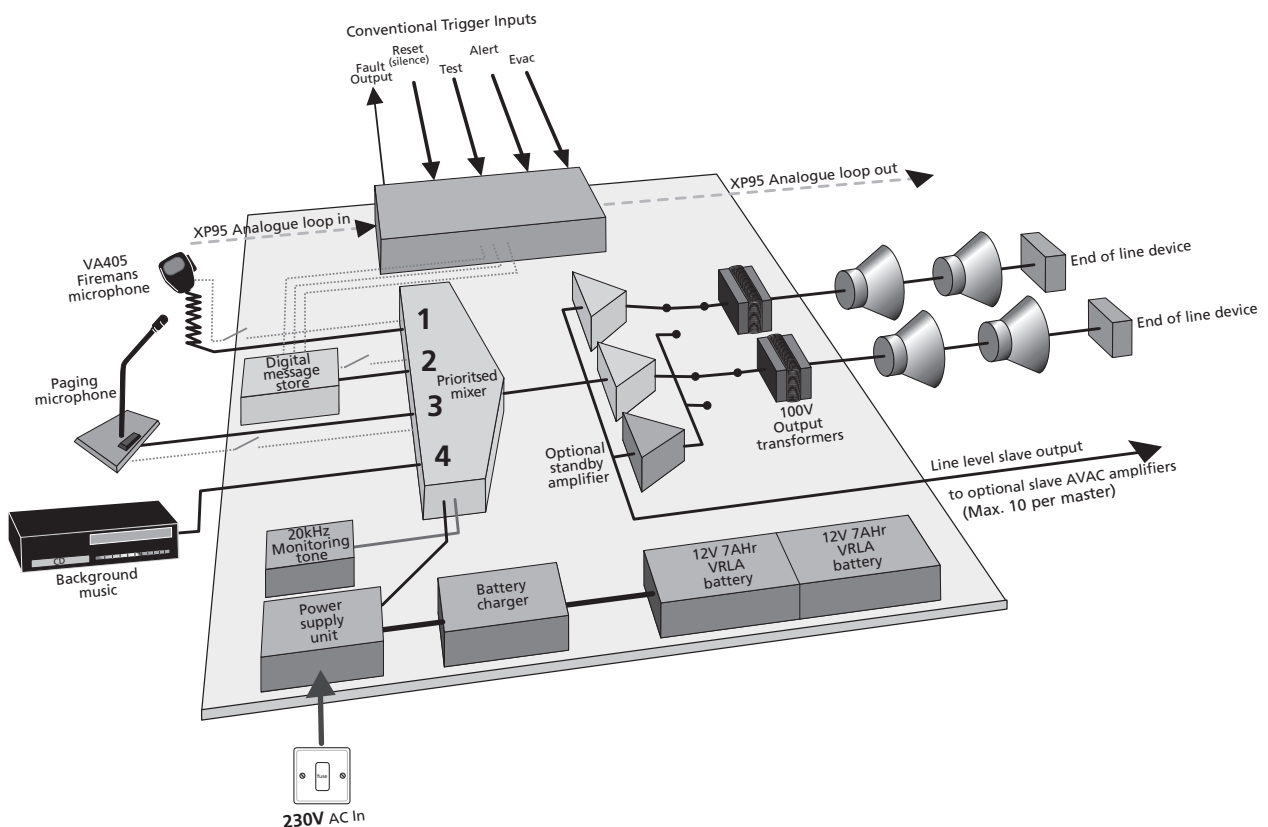 Conventional Trigger Inputs
Fault
Output
Reset
(silence)
Test
Alert
Evac
XP95 Analogue loop in
XP95 Analogue loop out
VA405
Firemans
microphone
End of line device
End of line device
1
2
3
4
Prioritsed
mixer
Digital
message
store
Paging
microphone
100V
Output
transformers
Optional
standby
amplifier
Line level slave output
to optional slave AVAC amplifiers
(Max. 10 per master)
CD
Background
music
20kHz
Monitoring
tone
12V 7AHr
VRLA
battery
12V 7AHr
VRLA
battery
Battery
charger
Power
supply
unit
fuse
230V AC In